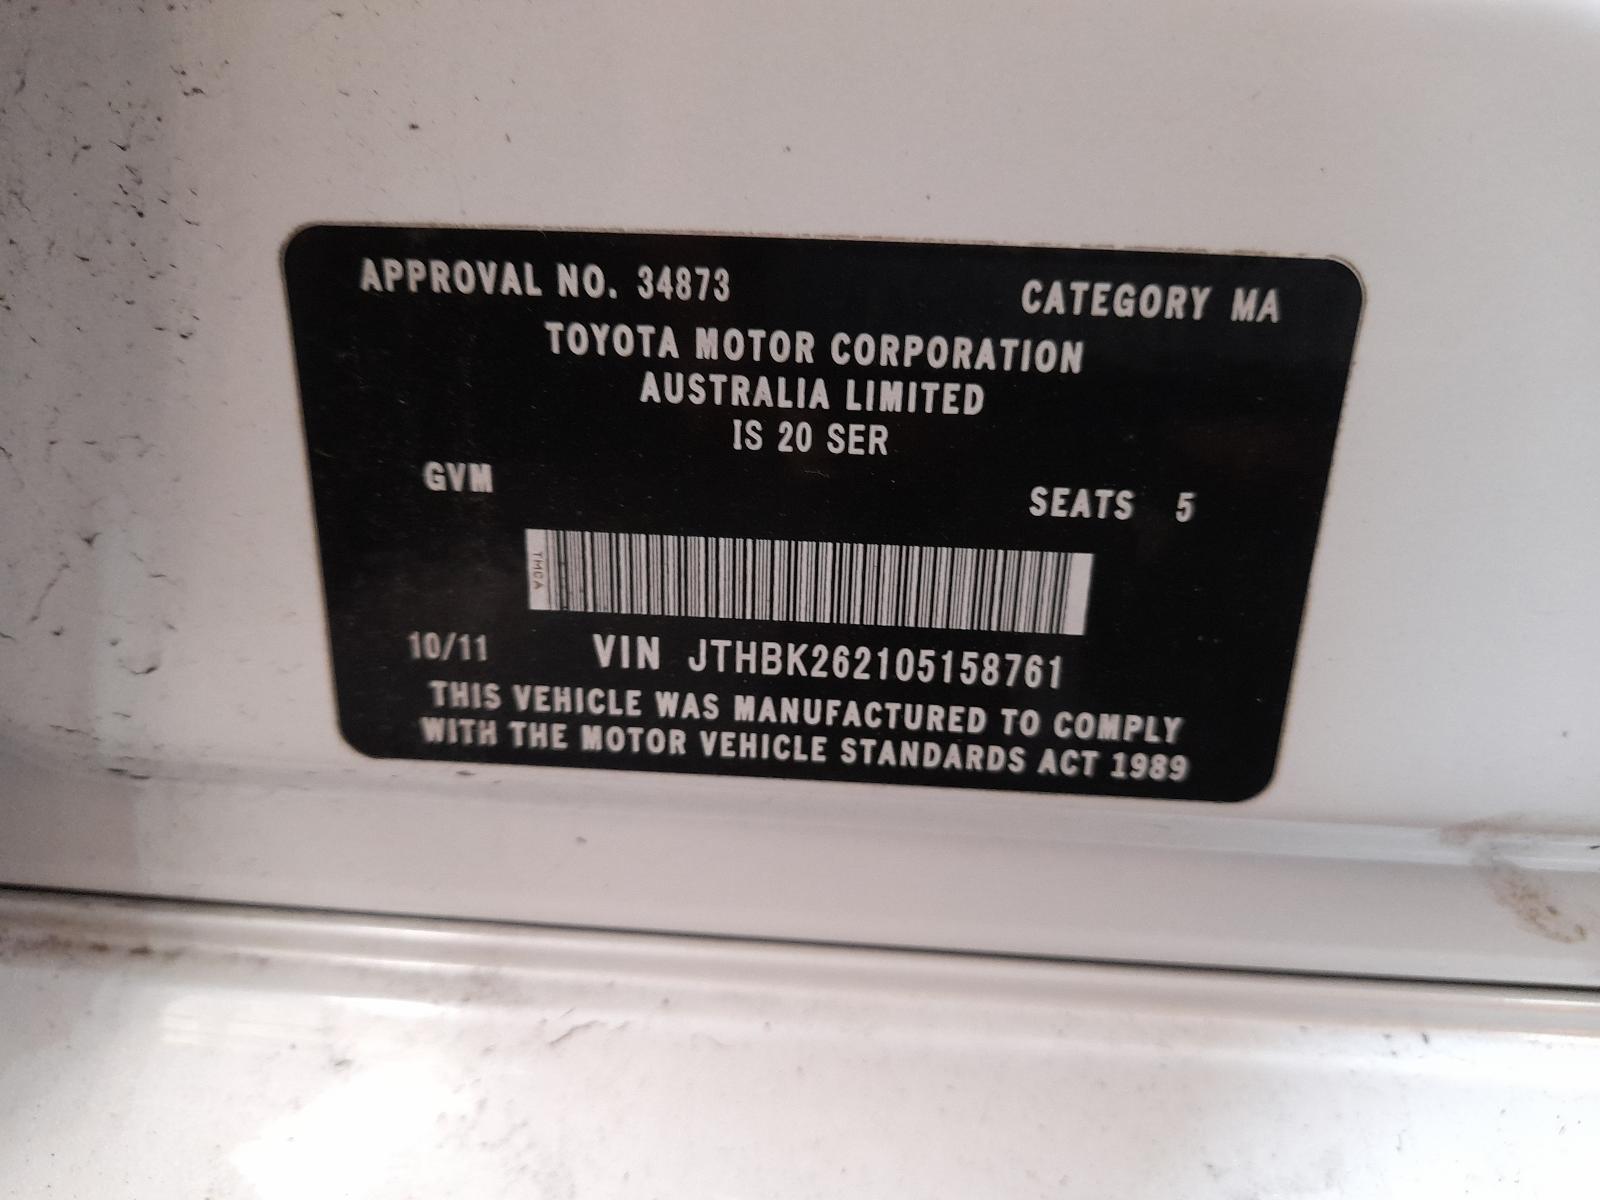 APPROVAL NO. 34873 CATEGORY MA
TOYOTA MOTOR CORPORATION
AUSTRALIA LIMITED
IS 20 SER
GVM SEATS 5
TMCA
10/11 VIN JTHBK262105158761
THIS VEHICLE WAS MANUFACTURED TO COMPLY
WITH THE MOTOR VEHICLE STANDARDS ACT 1989